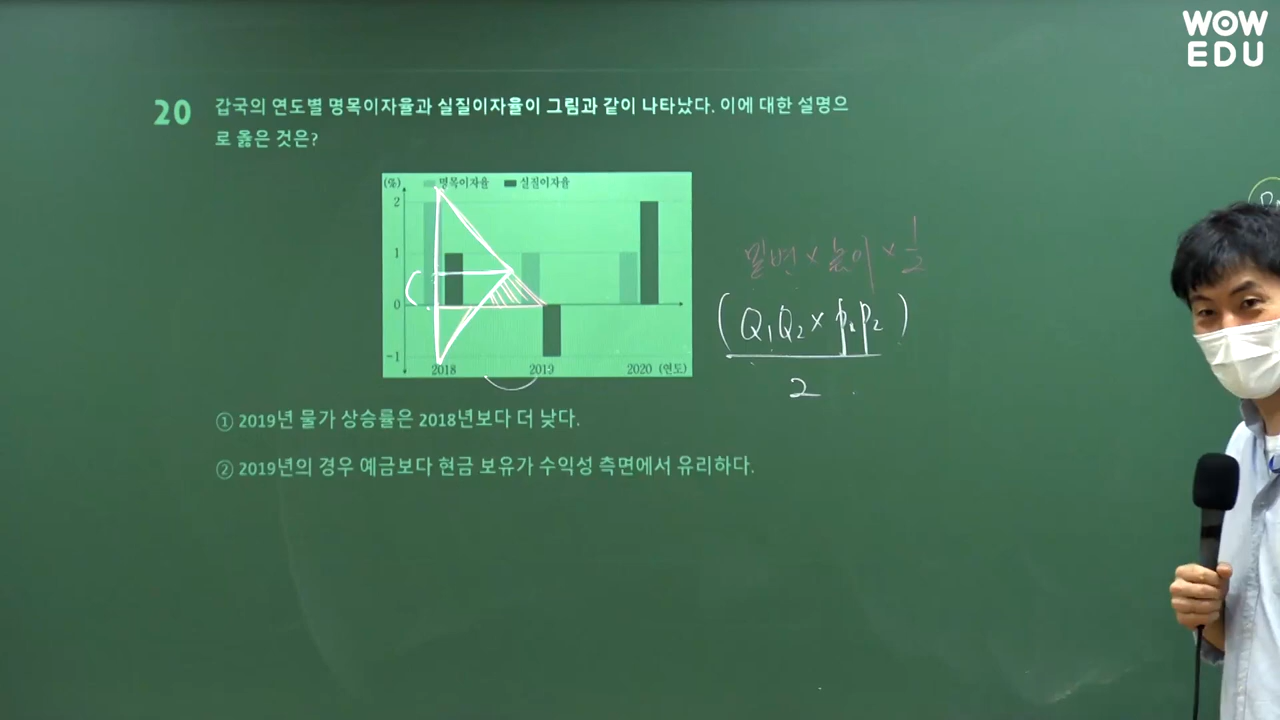 WOW
EDU
20 갑국의 연도별 명목이자율과 실질이자율이 그림과 같이 나타났다. 이에 대한 설명으
로 옳은 것은?
(%) 명목이자율 실질이자율
2
1
0
-1
2018 2019 2020 (연도)
밑변 × 높이 × 1/2
(Q₁Q₂ × P₁P₂)
2
① 2019년 물가 상승률은 2018년보다 더 낮다.
② 2019년의 경우 예금보다 현금 보유가 수익성 측면에서 유리하다.